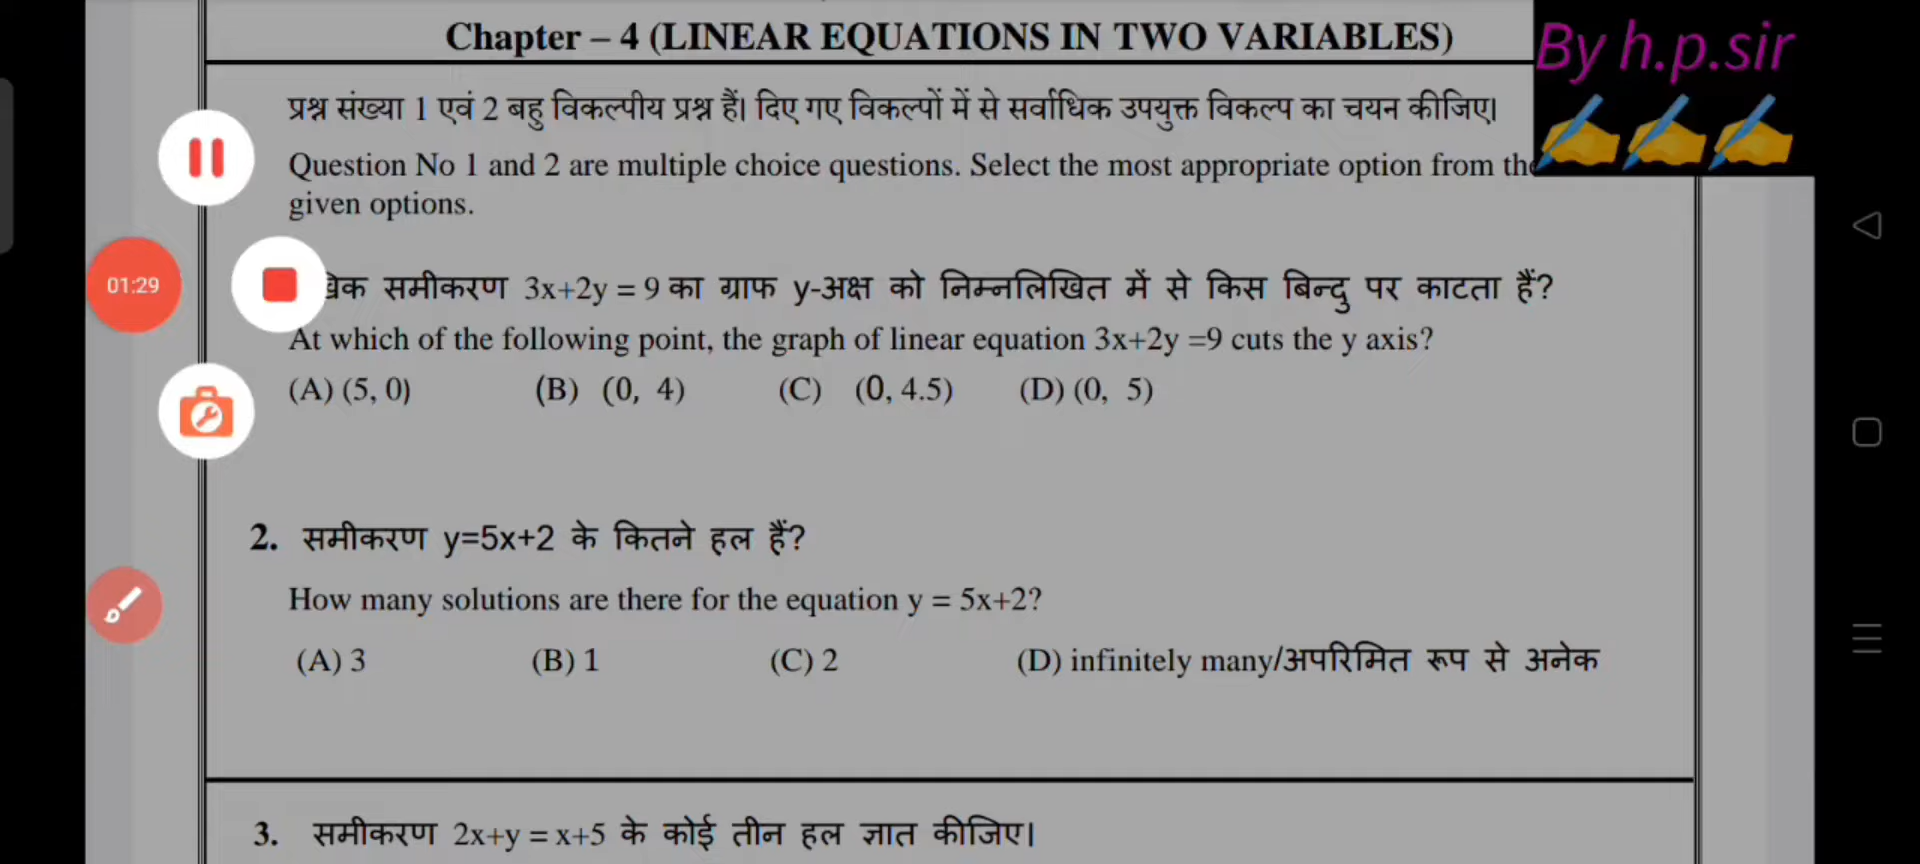 Chapter – 4 (LINEAR EQUATIONS IN TWO VARIABLES)
By h.p.sir
प्रश्न संख्या 1 एवं 2 बहु विकल्पीय प्रश्न हैं। दिए गए विकल्पों में से सर्वाधिक उपयुक्त विकल्प का चयन कीजिए।
Question No 1 and 2 are multiple choice questions. Select the most appropriate option from the
given options.
01:29
समीकरण 3x+2y = 9 का ग्राफ y-अक्ष को निम्नलिखित में से किस बिन्दु पर काटता हैं?
At which of the following point, the graph of linear equation 3x+2y =9 cuts the y axis?
(A) (5, 0) (B) (0, 4) (C) (0, 4.5) (D) (0, 5)
2. समीकरण y=5x+2 के कितने हल हैं?
How many solutions are there for the equation y = 5x+2?
(A) 3 (B) 1 (C) 2 (D) infinitely many/अपरिमित रूप से अनेक
3. समीकरण 2x+y = x+5 के कोई तीन हल ज्ञात कीजिए।